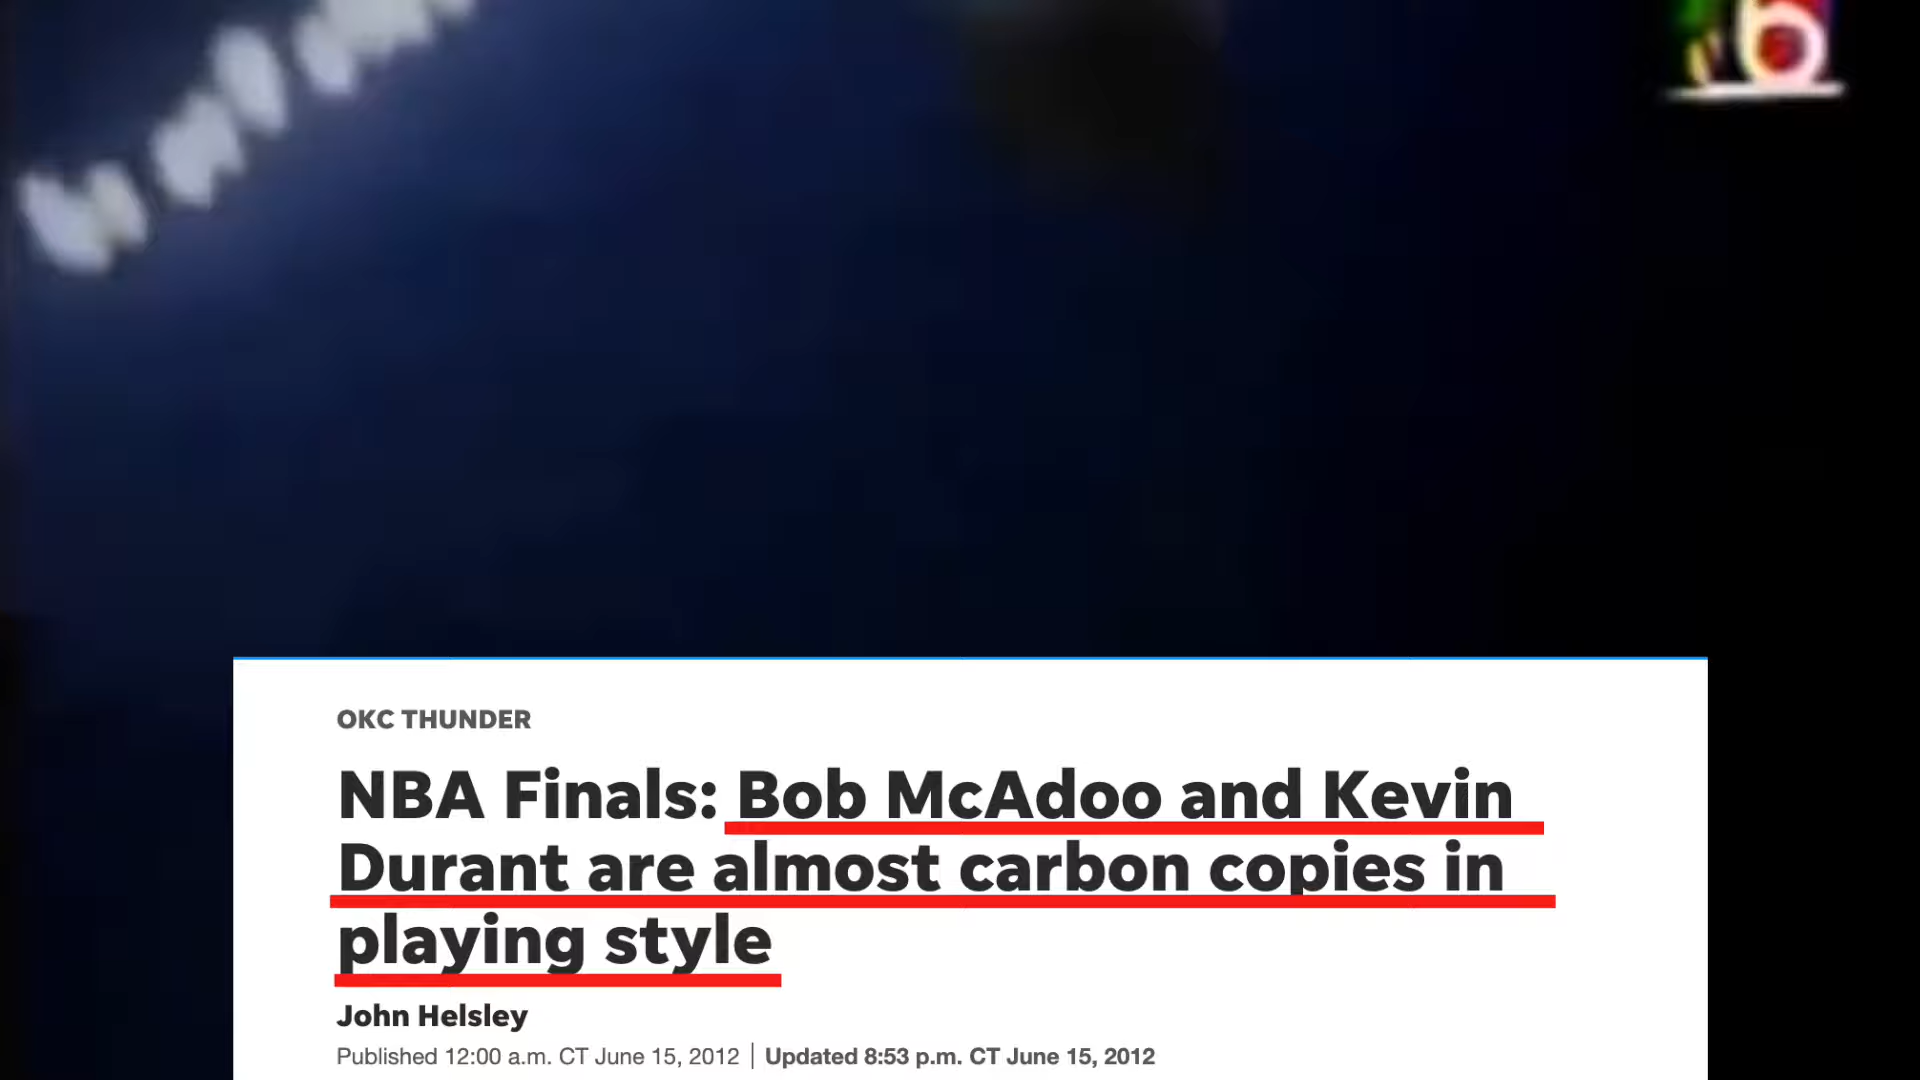 6
OKC THUNDER
NBA Finals: Bob McAdoo and Kevin
Durant are almost carbon copies in
playing style
John Helsley
Published 12:00 a.m. CT June 15, 2012 | Updated 8:53 p.m. CT June 15, 2012